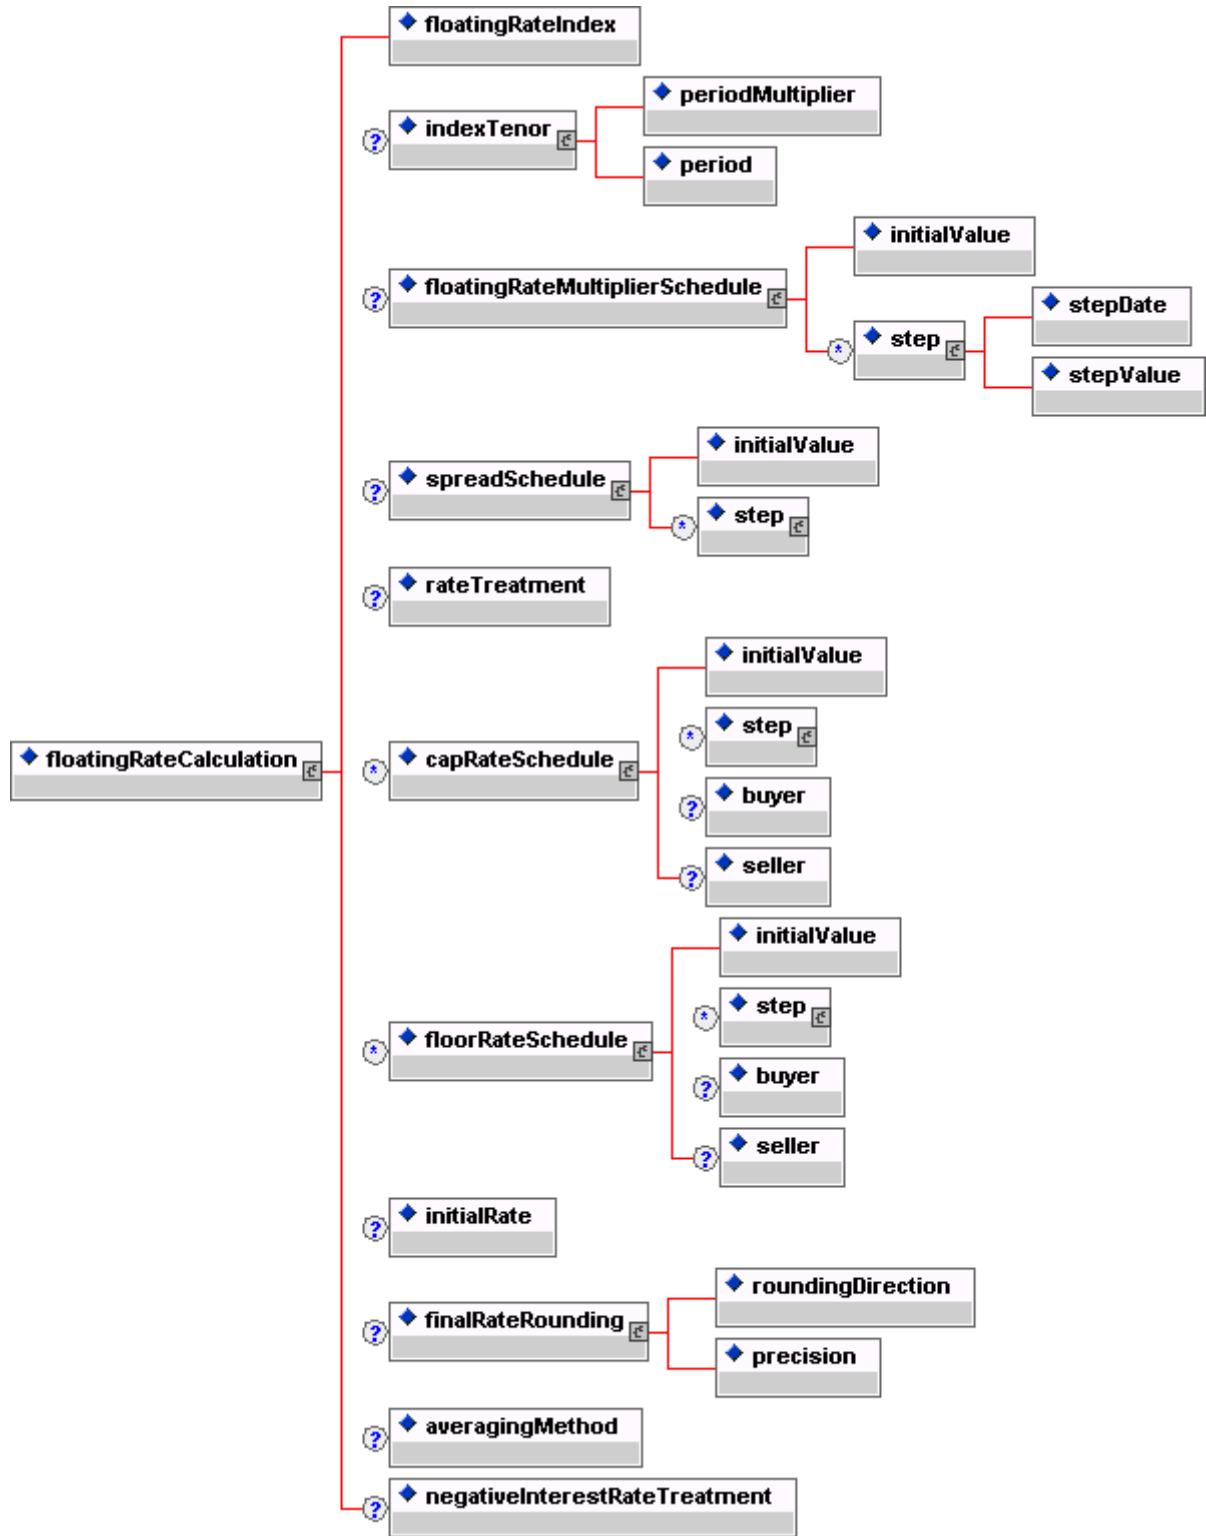 floatingRateIndex
periodMultiplier
? indexTenor
period
initialValue
? floatingRateMultiplierSchedule
stepDate
* step
stepValue
initialValue
? spreadSchedule
* step
? rateTreatment
initialValue
* step
floatingRateCalculation
* capRateSchedule
? buyer
? seller
initialValue
* step
* floorRateSchedule
? buyer
? seller
? initialRate
roundingDirection
? finalRateRounding
precision
? averagingMethod
? negativeInterestRateTreatment